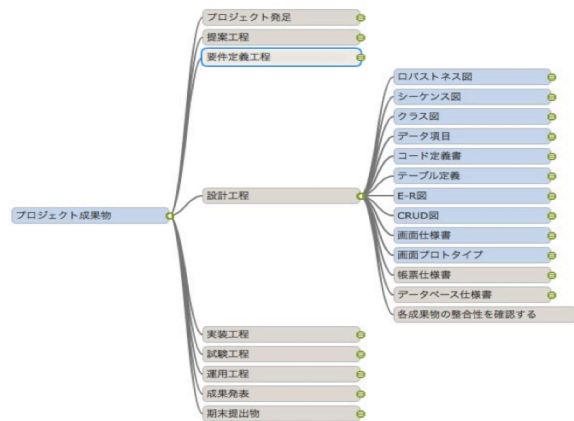 プロジェクト成果物
プロジェクト発足
提案工程
要件定義工程
設計工程
ロバストネス図
シーケンス図
クラス図
データ項目
コード定義書
テーブル定義
E-R図
CRUD図
画面仕様書
画面プロトタイプ
帳票仕様書
データベース仕様書
各成果物の整合性を確認する
実装工程
試験工程
運用工程
成果発表
期末提出物